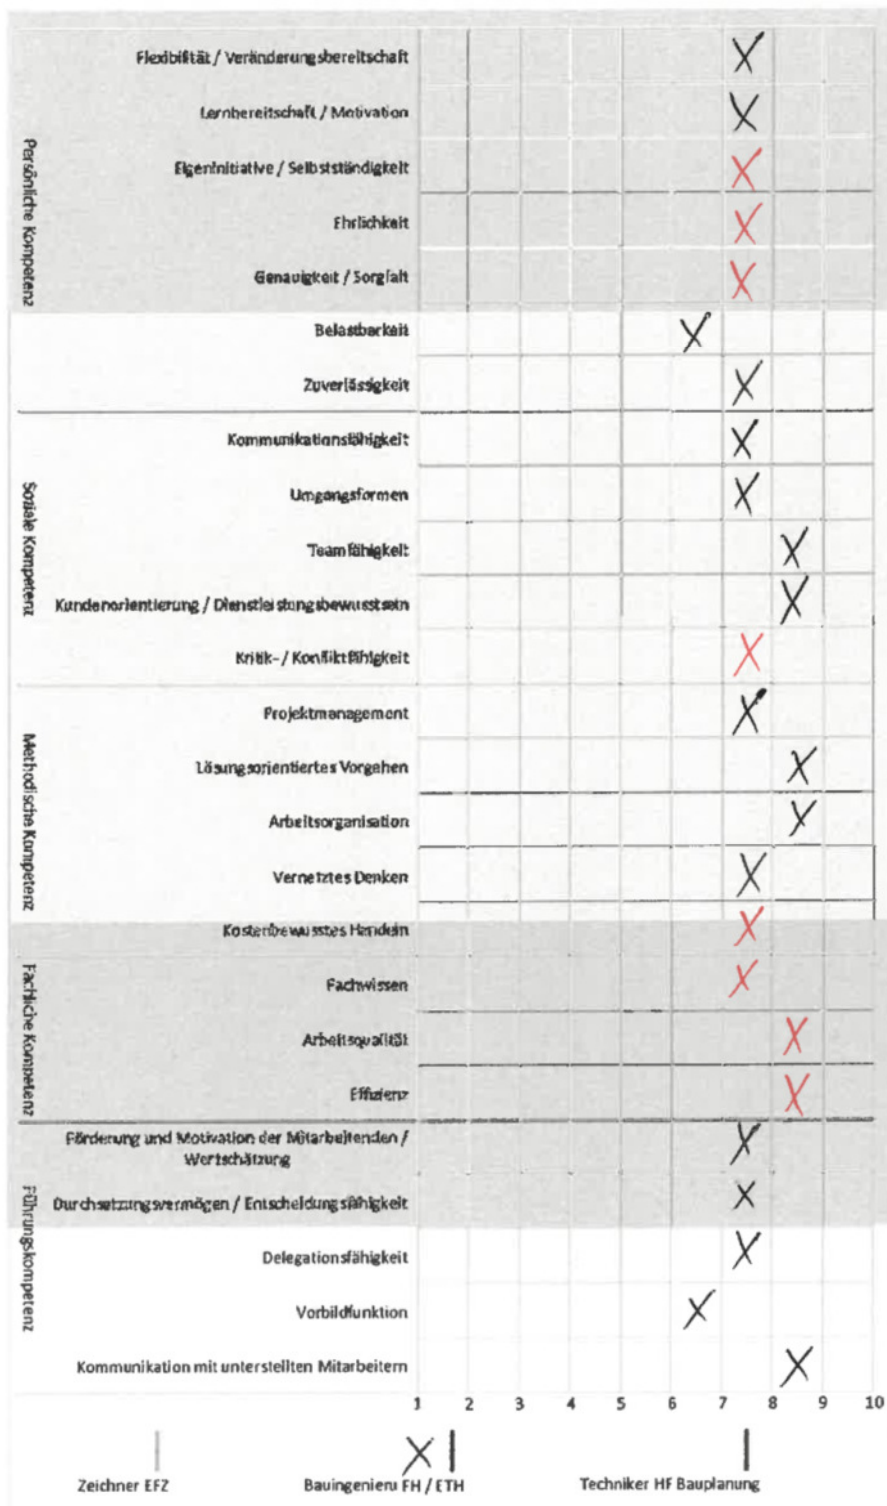 Persönliche Kompetenz
Flexibilität / Veränderungsbereitschaft
Lernbereitschaft / Motivation
Eigeninitiative / Selbstständigkeit
Ehrlichkeit
Genauigkeit / Sorgfalt
Belastbarkeit
Zuverlässigkeit
Soziale Kompetenz
Kommunikationsfähigkeit
Umgangsformen
Teamfähigkeit
Kundenorientierung / Dienstleistungsbewusstsein
Kritik- / Konfliktfähigkeit
Methodische Kompetenz
Projektmanagement
Lösungsorientiertes Vorgehen
Arbeitsorganisation
Vernetztes Denken
Kostenbewusstes Handeln
Fachliche Kompetenz
Fachwissen
Arbeitsqualität
Effizienz
Führungskompetenz
Förderung und Motivation der Mitarbeitenden /
Wertschätzung
Durchsetzungsvermögen / Entscheidungsfähigkeit
Delegationsfähigkeit
Vorbildfunktion
Kommunikation mit unterstellten Mitarbeitern
1 2 3 4 5 6 7 8 9 10
Zeichner EFZ
Bauingenieru FH / ETH
Techniker HF Bauplanung